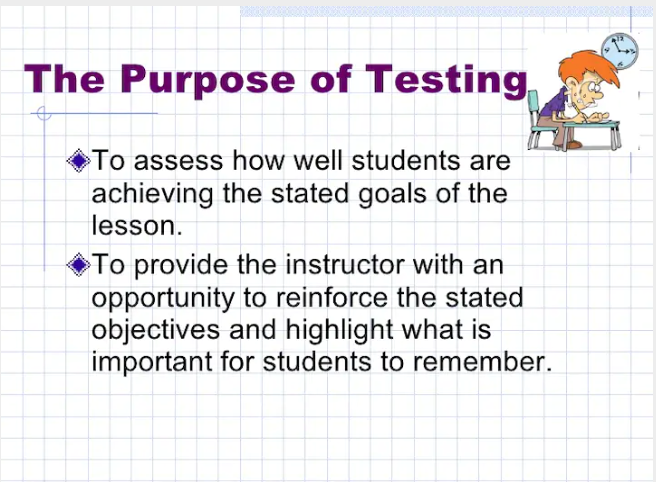 The Purpose of Testing
To assess how well students are
achieving the stated goals of the
lesson.
To provide the instructor with an
opportunity to reinforce the stated
objectives and highlight what is
important for students to remember.